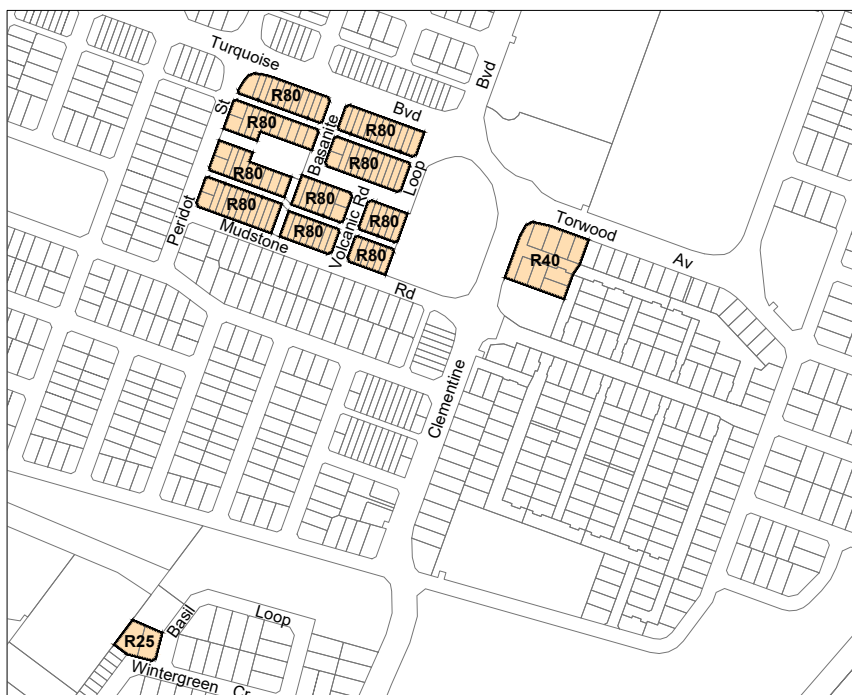 Turquoise
Bvd
Bvd
St
R80
R80
R80
Basanite
R80
Loop
R80
R80
R80
Volcanic Rd
R80
R80
R80
Peridot
Mudstone
Rd
Torwood
Av
R40
Clementine
Basil
Loop
R25
Wintergreen Cr